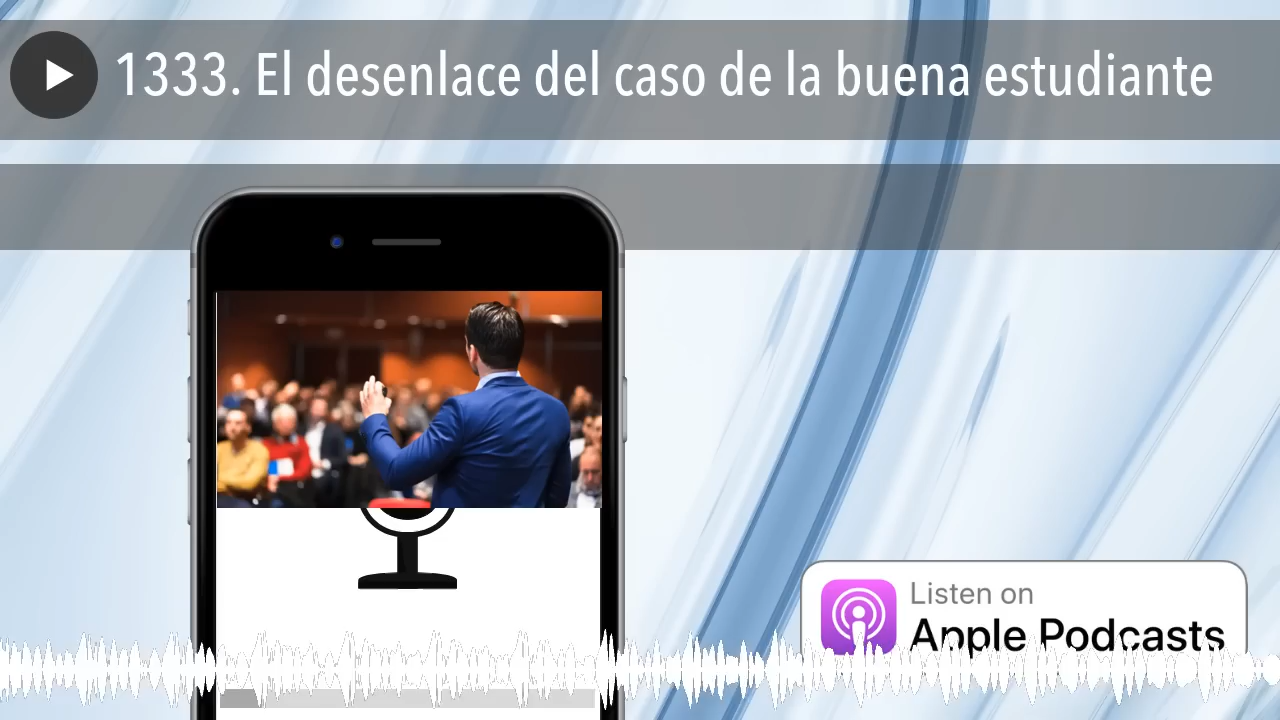 1333. El desenlace del caso de la buena estudiante
Listen on
Apple Podcasts